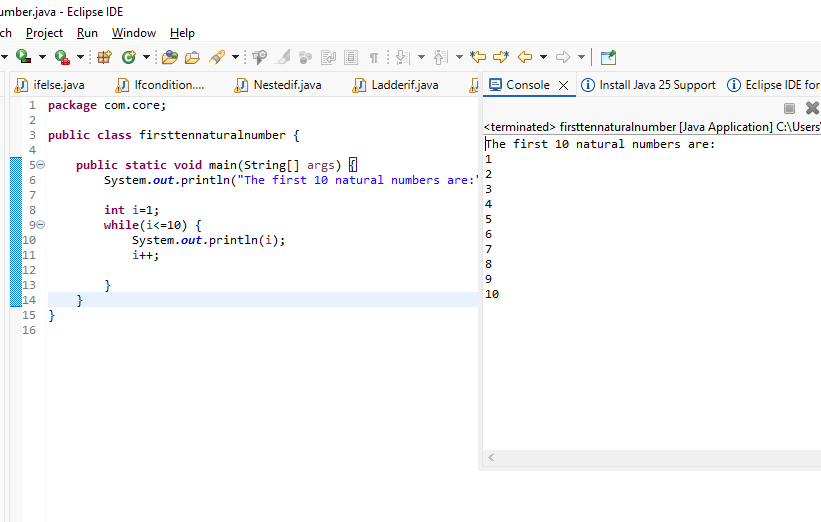 umber.java - Eclipse IDE
ch Project Run Window Help
ifelse.java Ifcondition.... Nestedif.java Ladderif.java
1 package com.core;
2
3 public class firsttennaturalnumber {
4
5 public static void main(String[] args) {
6 System.out.println("The first 10 natural numbers are:"
7
8 int i=1;
9 while(i<=10) {
10 System.out.println(i);
11 i++;
12
13 }
14 }
15 }
16
Console Install Java 25 Support Eclipse IDE for
<terminated> firsttennaturalnumber [Java Application] C:\Users\
The first 10 natural numbers are:
1
2
3
4
5
6
7
8
9
10